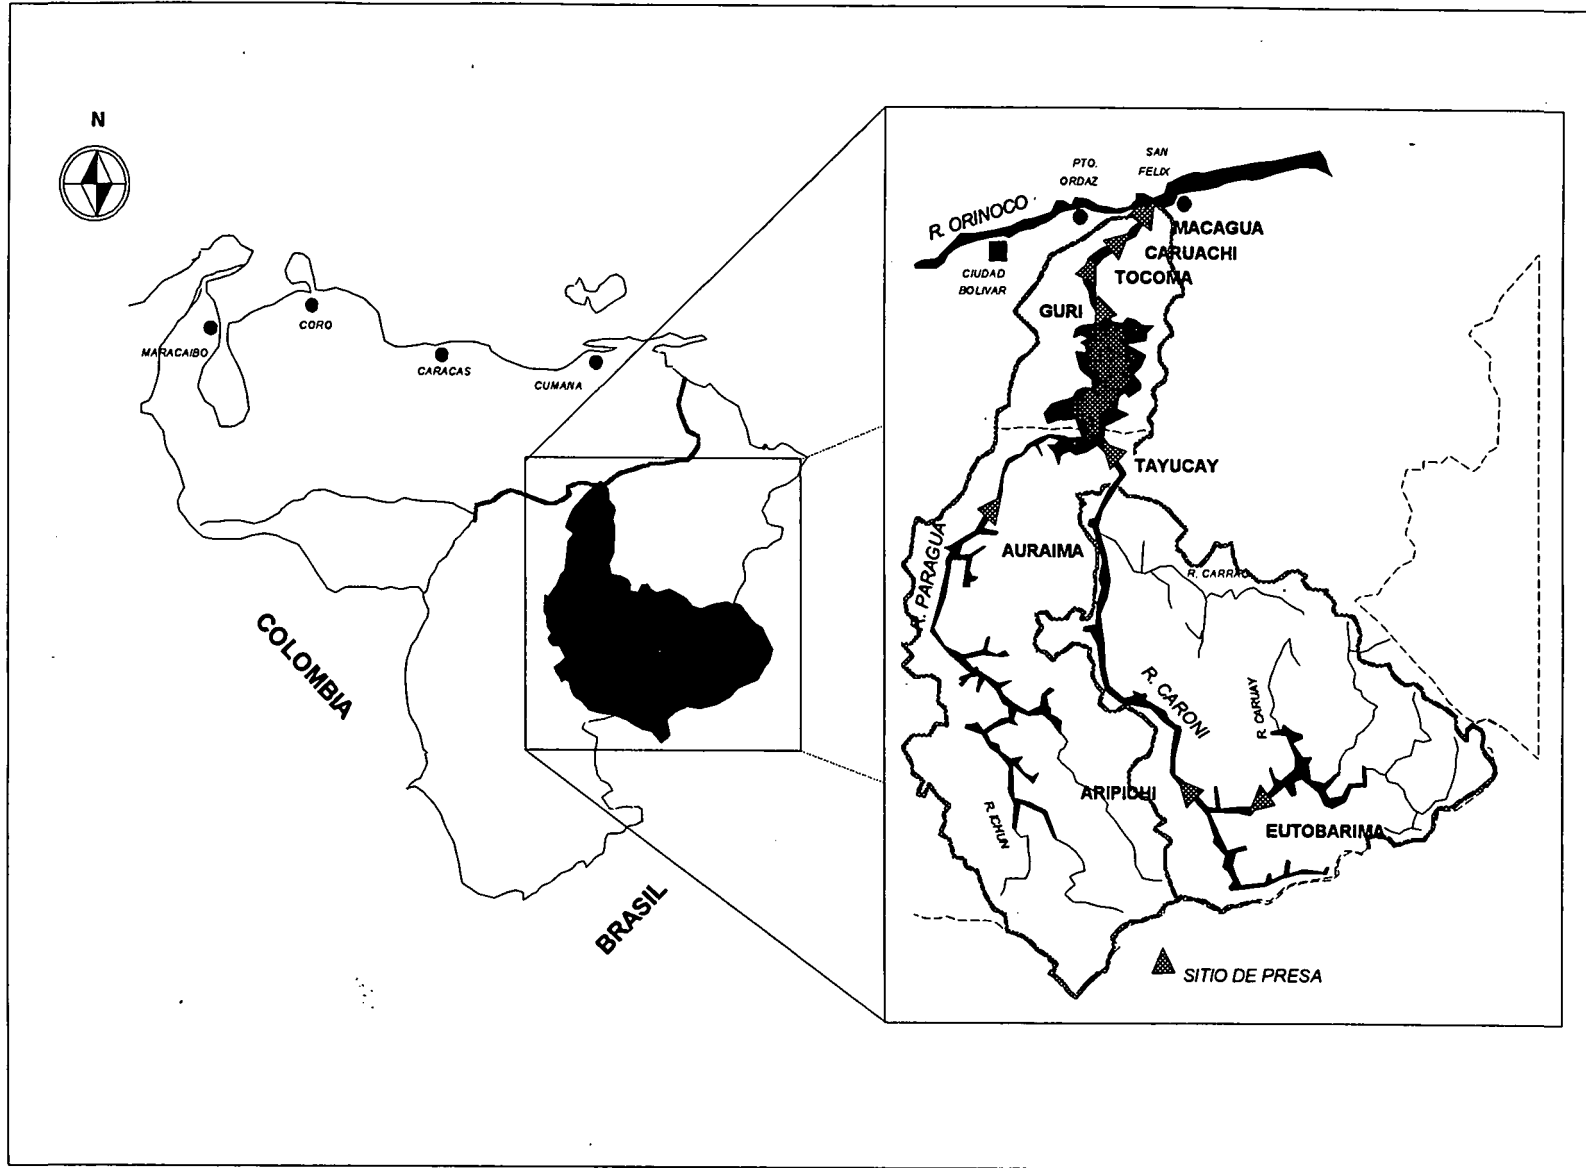 N
MARACAIBO
CORO
CARACAS
CUMANA
COLOMBIA
BRASIL
PTO.
ORDAZ
SAN
FELIX
R. ORINOCO
CIUDAD
BOLIVAR
MACAGUA
CARUACHI
TOCOMA
GURI
TAYUCAY
R. PARAGUA
AURAIMA
R. CARRAO
R. CARONI
R. CARUAY
ARIPICHI
R. ICHUN
EUTOBARIMA
SITIO DE PRESA